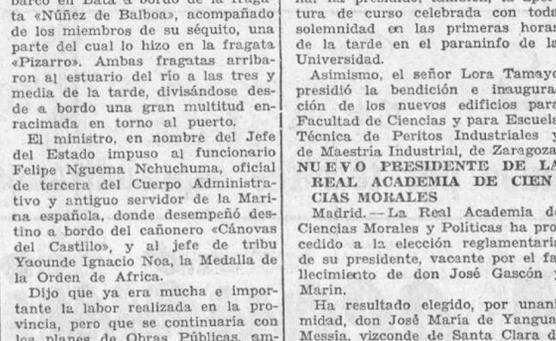 barcó en Bata a bordo de la fraga-
ta «Núñez de Balboa», acompañado
de los miembros de su séquito, una
parte del cual lo hizo en la fragata
«Pizarro». Ambas fragatas arriba-
ron al estuario del río a las tres y
media de la tarde, divisándose des-
de a bordo una gran multitud en-
racimada en torno al puerto.
El ministro, en nombre del Jefe
del Estado impuso al funcionario
Felipe Nguema Nchuchuma, oficial
de tercera del Cuerpo Administra-
tivo y antiguo servidor de la Mari-
na española, donde desempeñó des-
tino a bordo del cañonero «Cánovas
del Castillo», y al jefe de tribu
Yaounde Ignacio Noa, la Medalla de
la Orden de Africa.
Dijo que ya era mucha e impor-
tante la labor realizada en la pro-
vincia, pero que se continuaría con
los planes de Obras Públicas, am-
tura de curso celebrada con toda
solemnidad en las primeras horas
de la tarde en el paraninfo de la
Universidad.
Asimismo, el señor Lora Tamayo
presidió la bendición e inaugura-
ción de los nuevos edificios para
Facultad de Ciencias y para Escuela
Técnica de Peritos Industriales y
de Maestría Industrial, de Zaragoza.
NUEVO PRESIDENTE DE LA
REAL ACADEMIA DE CIEN
CIAS MORALES
Madrid.—La Real Academia de
Ciencias Morales y Políticas ha pro-
cedido a la elección reglamentaria
de su presidente, vacante por el fa-
llecimiento de don José Gascón y
Marín.
Ha resultado elegido, por unani
midad, don José María de Yangua
Messía, vizconde de Santa Clara d